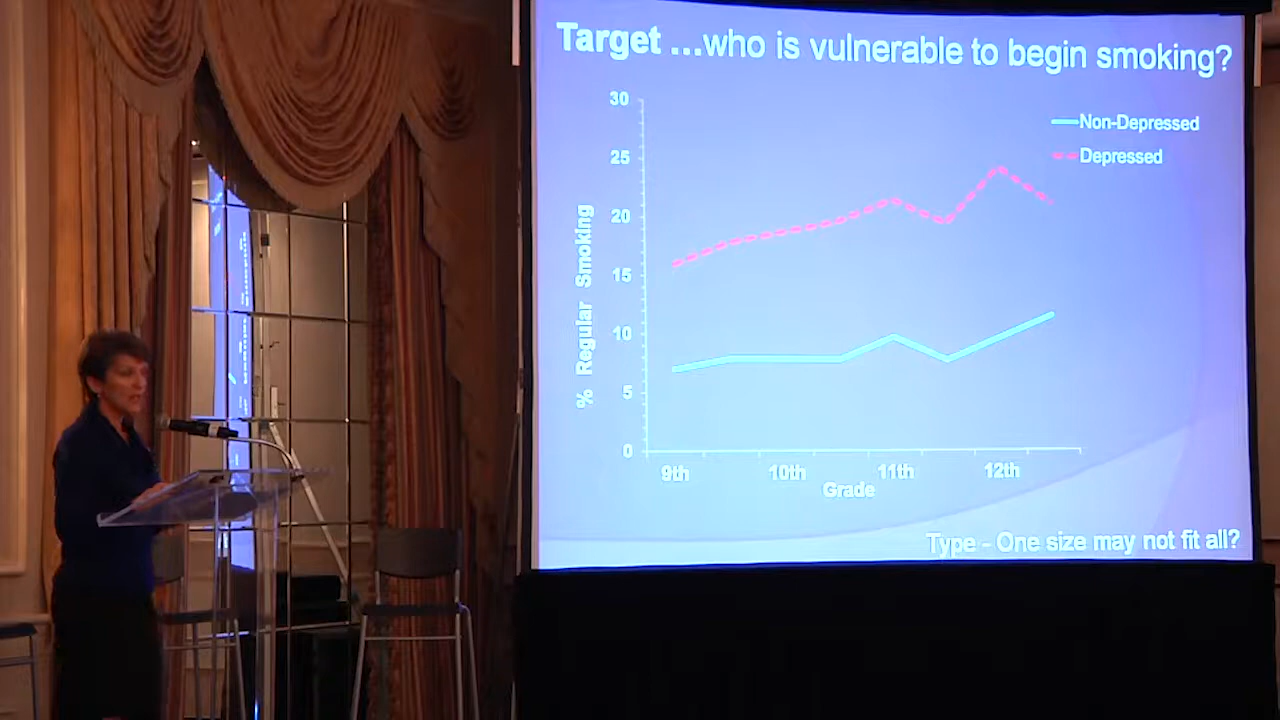 Target ...who is vulnerable to begin smoking?
30
Non-Depressed
Depressed
25
20
15
10
5
0
% Regular Smoking
9th 10th 11th 12th
Grade
Type - One size may not fit all?